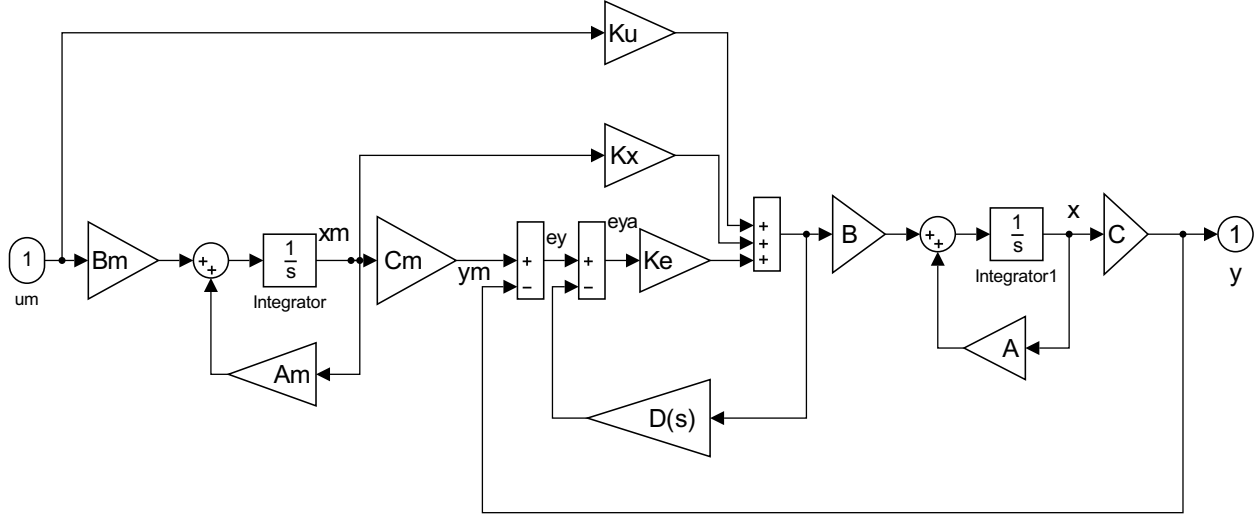 Ku
Kx
1
um
Bm
+
+
1
s
Integrator
xm
Cm
ym
+
−
ey
+
−
eya
Ke
+
+
+
B
+
+
1
s
Integrator1
x
C
1
y
Am
A
D(s)